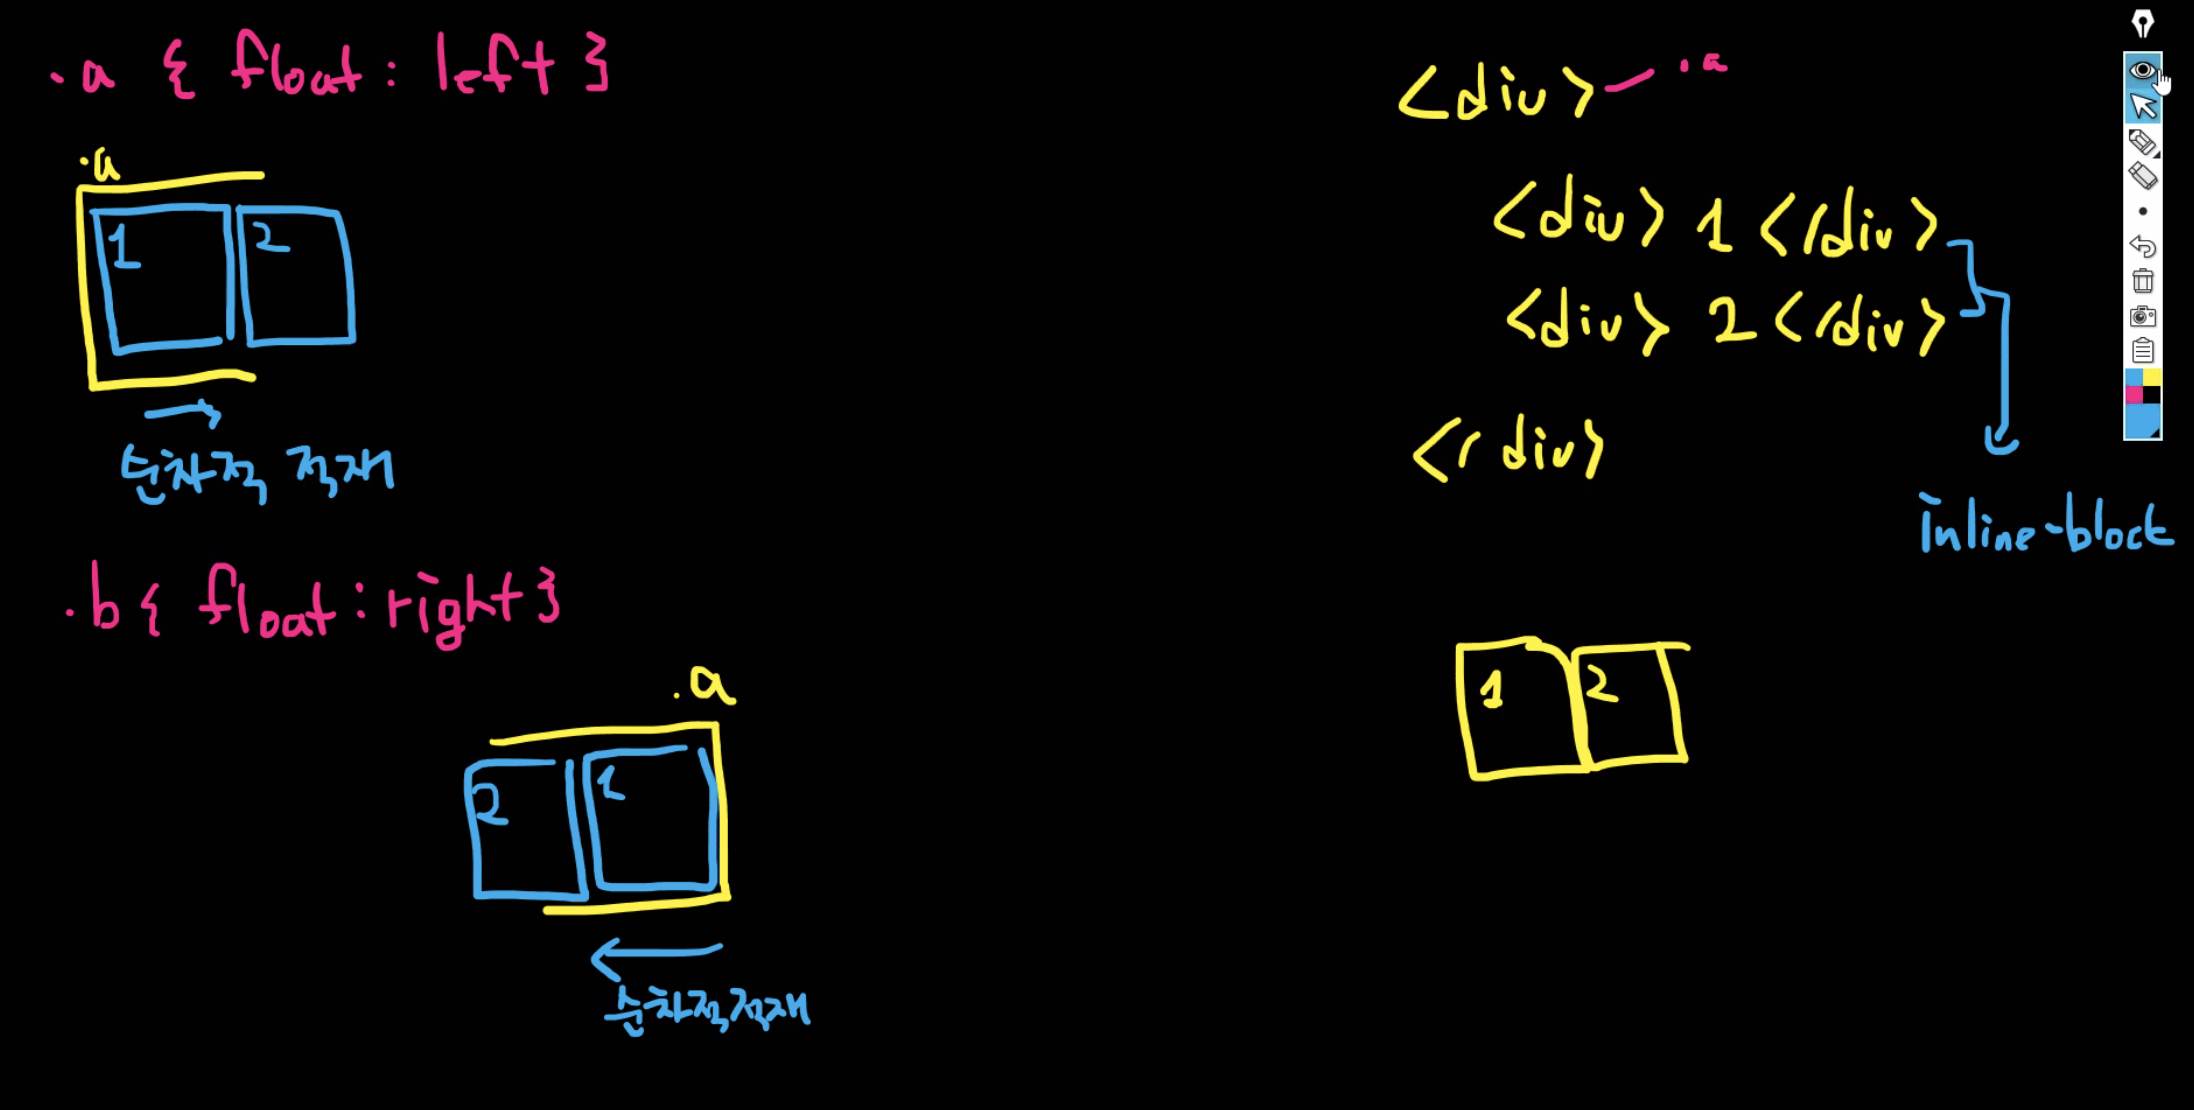 .a { float : left }
.a
1 2
순차적 적재
.b { float : right }
.a
2 1
순차적적재
<div> .a
<div> 1 </div>
<div> 2 </div>
</div>
inline-block
1 2